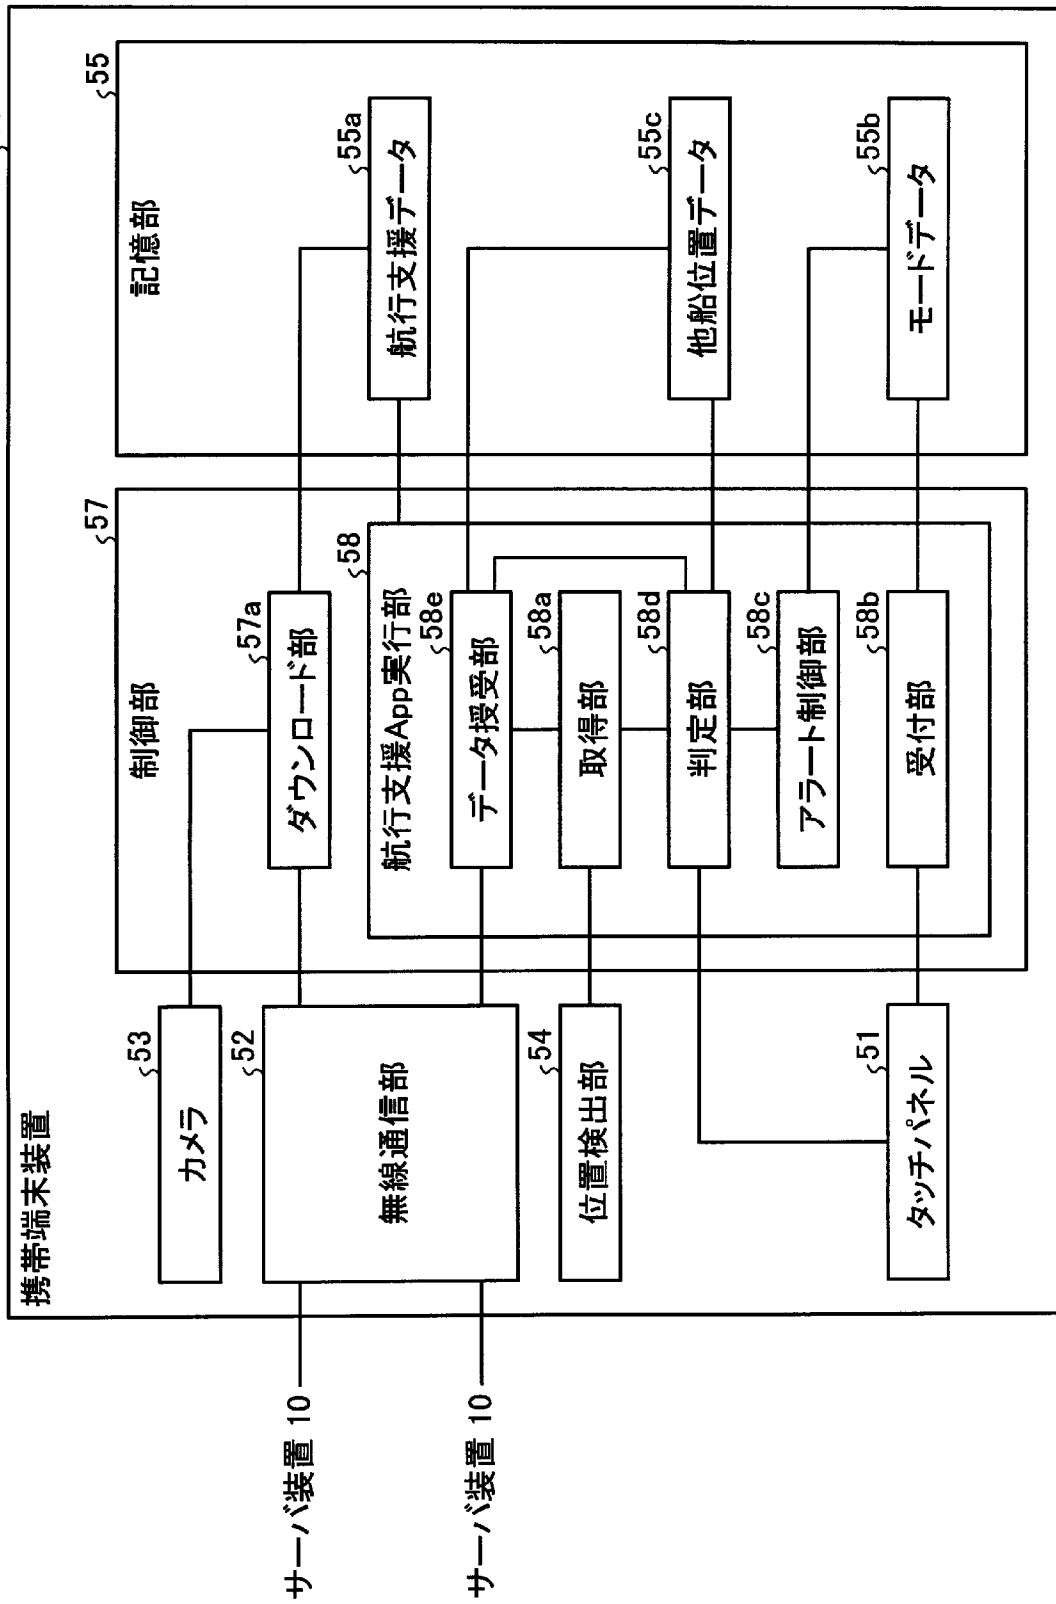 携帯端末装置
カメラ
53
無線通信部
52
位置検出部
54
タッチパネル
51
サーバ装置 10
サーバ装置 10
制御部
57
ダウンロード部
57a
航行支援App実行部
58
データ授受部
58e
取得部
58a
判定部
58d
アラート制御部
58c
受付部
58b
記憶部
55
航行支援データ
55a
他船位置データ
55c
モードデータ
55b